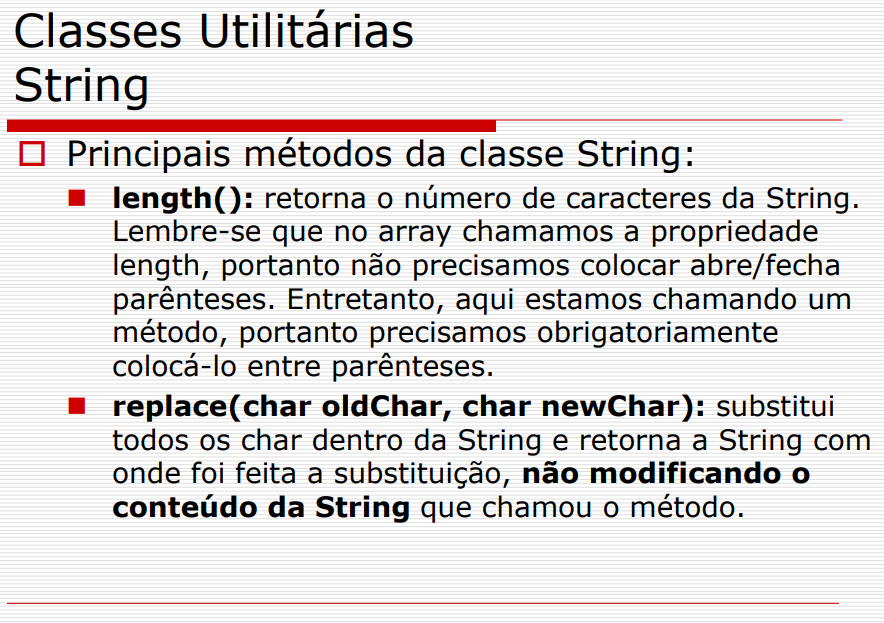 Classes Utilitárias
String
Principais métodos da classe String:
length(): retorna o número de caracteres da String.
Lembre-se que no array chamamos a propriedade
length, portanto não precisamos colocar abre/fecha
parênteses. Entretanto, aqui estamos chamando um
método, portanto precisamos obrigatoriamente
colocá-lo entre parênteses.
replace(char oldChar, char newChar): substitui
todos os char dentro da String e retorna a String com
onde foi feita a substituição, não modificando o
conteúdo da String que chamou o método.